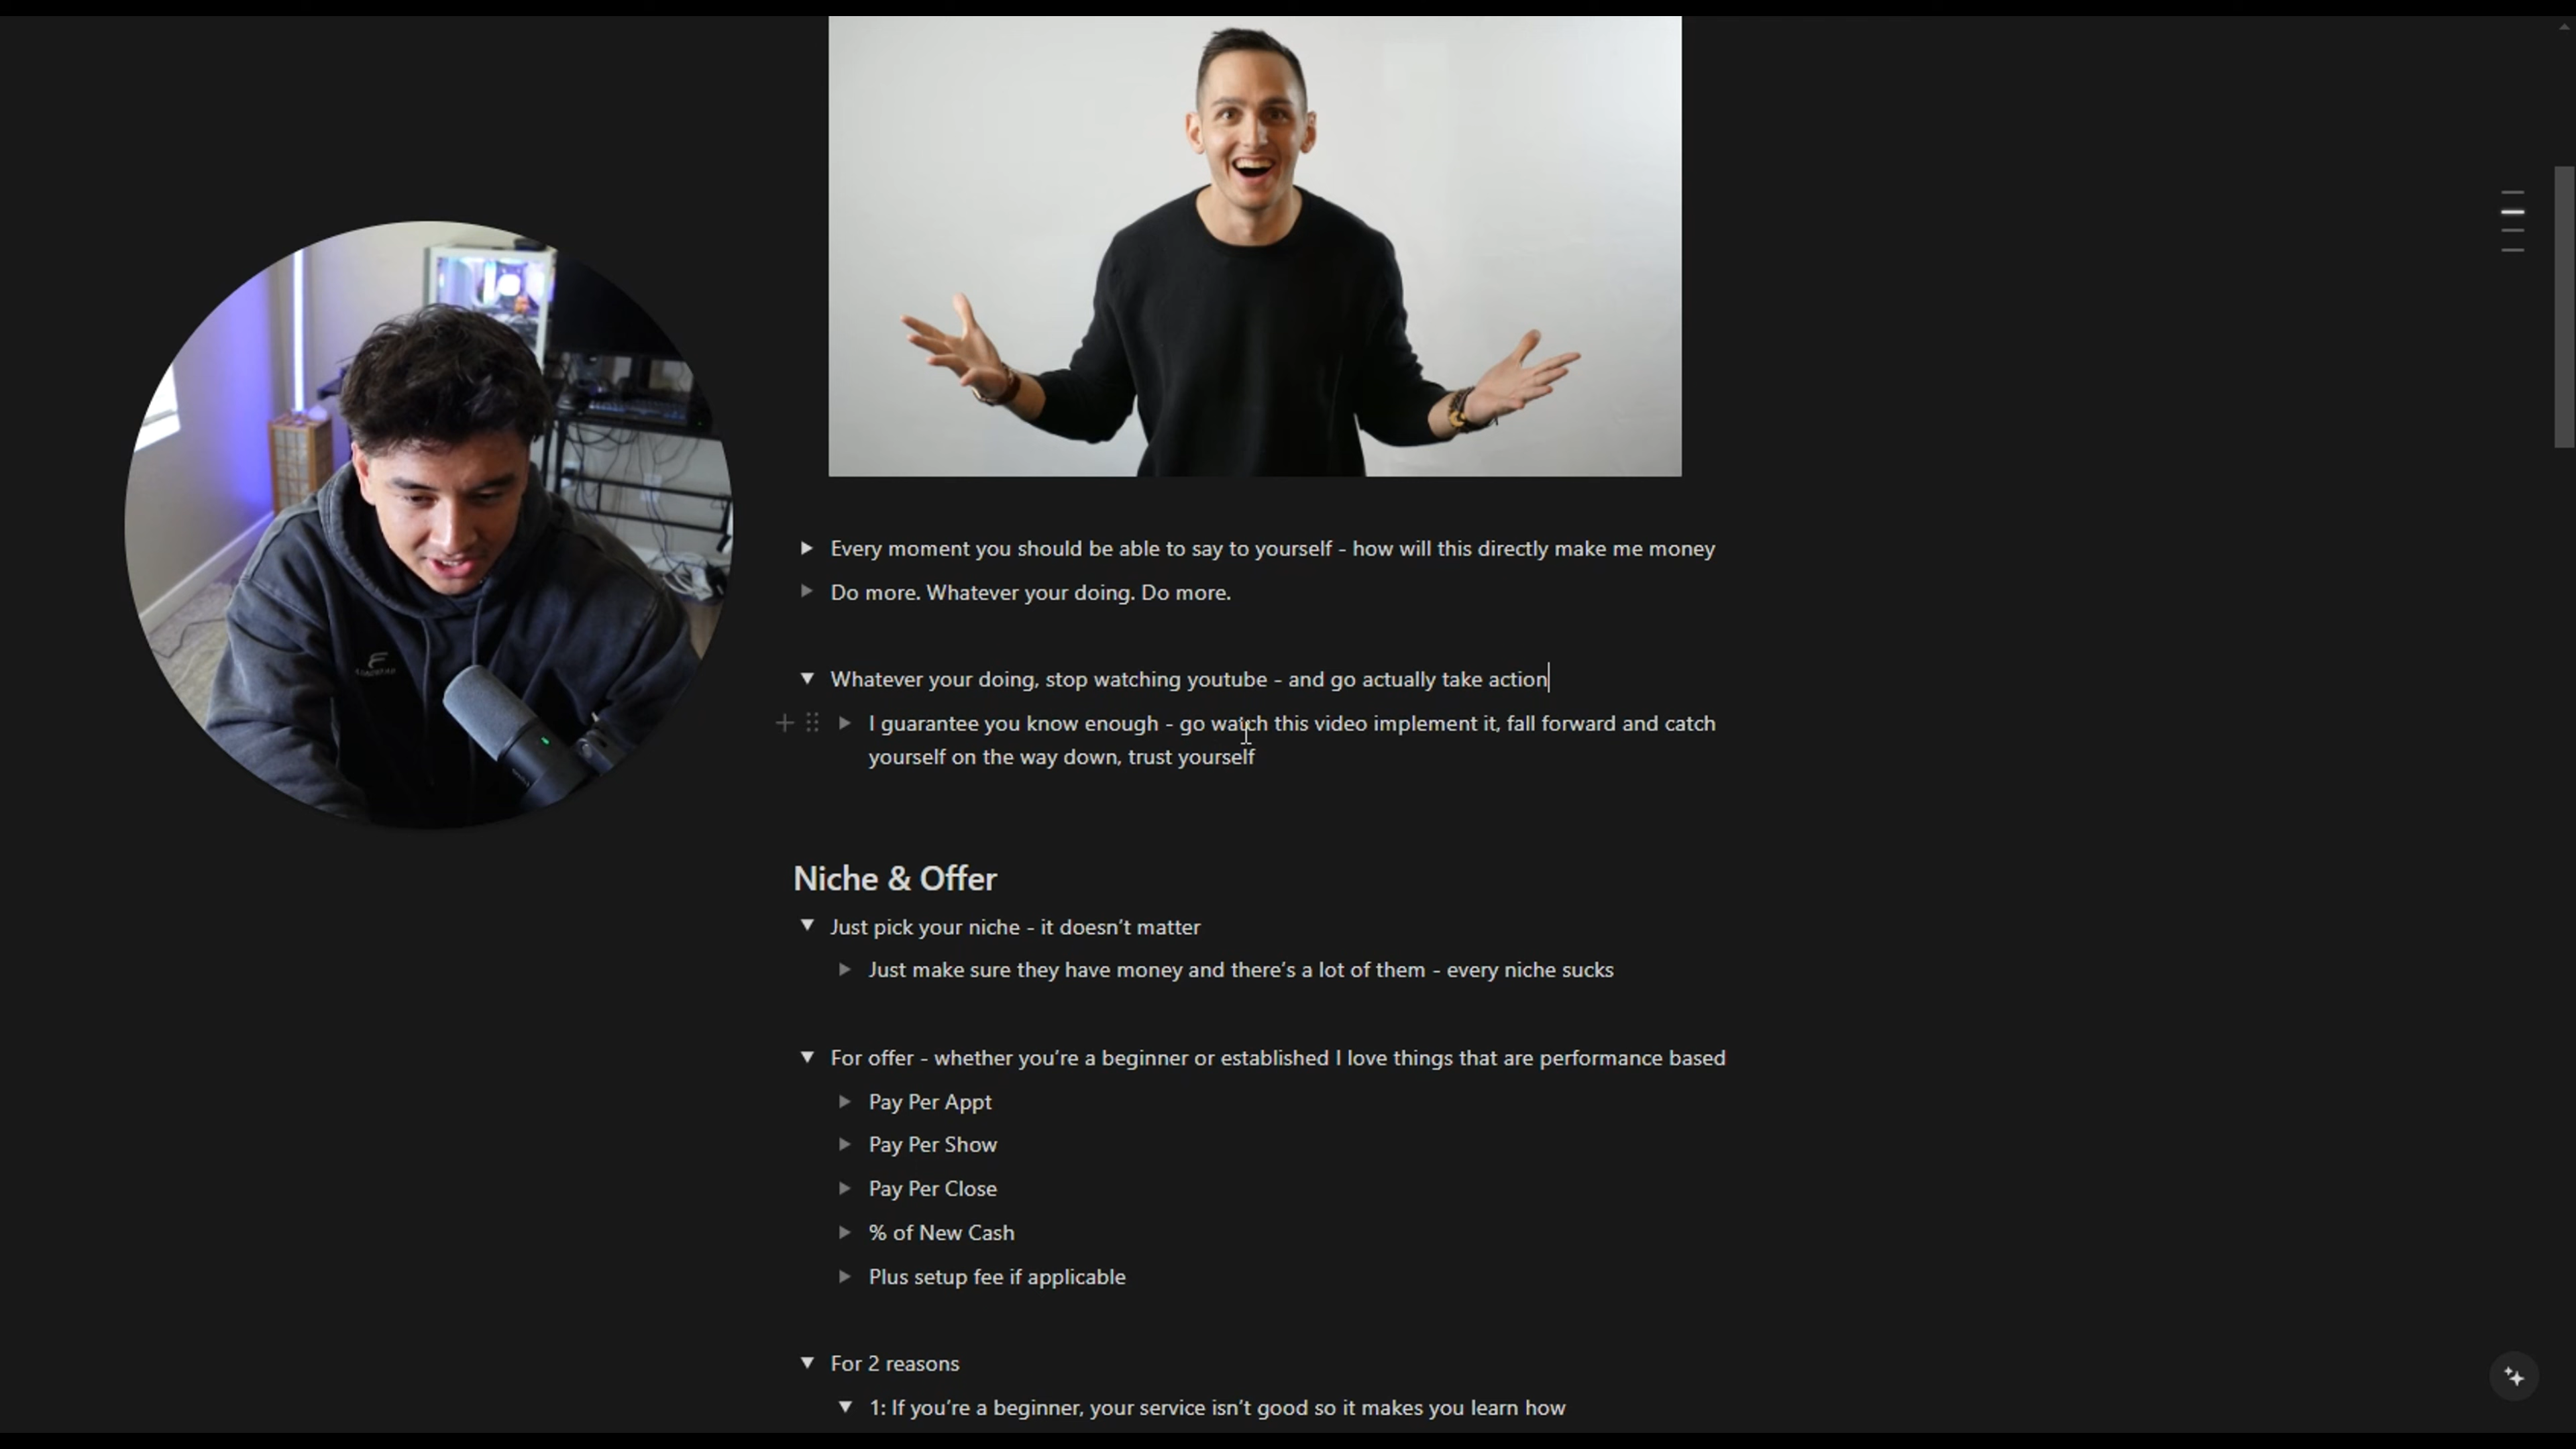 Every moment you should be able to say to yourself - how will this directly make me money
Do more. Whatever your doing. Do more.
Whatever your doing, stop watching youtube - and go actually take action
I guarantee you know enough - go watch this video implement it, fall forward and catch
yourself on the way down, trust yourself
Niche & Offer
Just pick your niche - it doesn’t matter
Just make sure they have money and there’s a lot of them - every niche sucks
For offer - whether you’re a beginner or established I love things that are performance based
Pay Per Appt
Pay Per Show
Pay Per Close
% of New Cash
Plus setup fee if applicable
For 2 reasons
1: If you’re a beginner, your service isn’t good so it makes you learn how